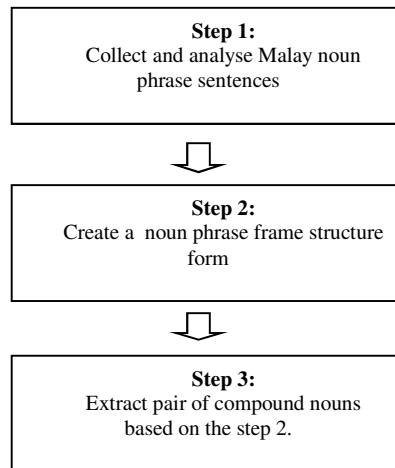 Step 1:
Collect and analyse Malay noun
phrase sentences
Step 2:
Create a noun phrase frame structure
form
Step 3:
Extract pair of compound nouns
based on the step 2.